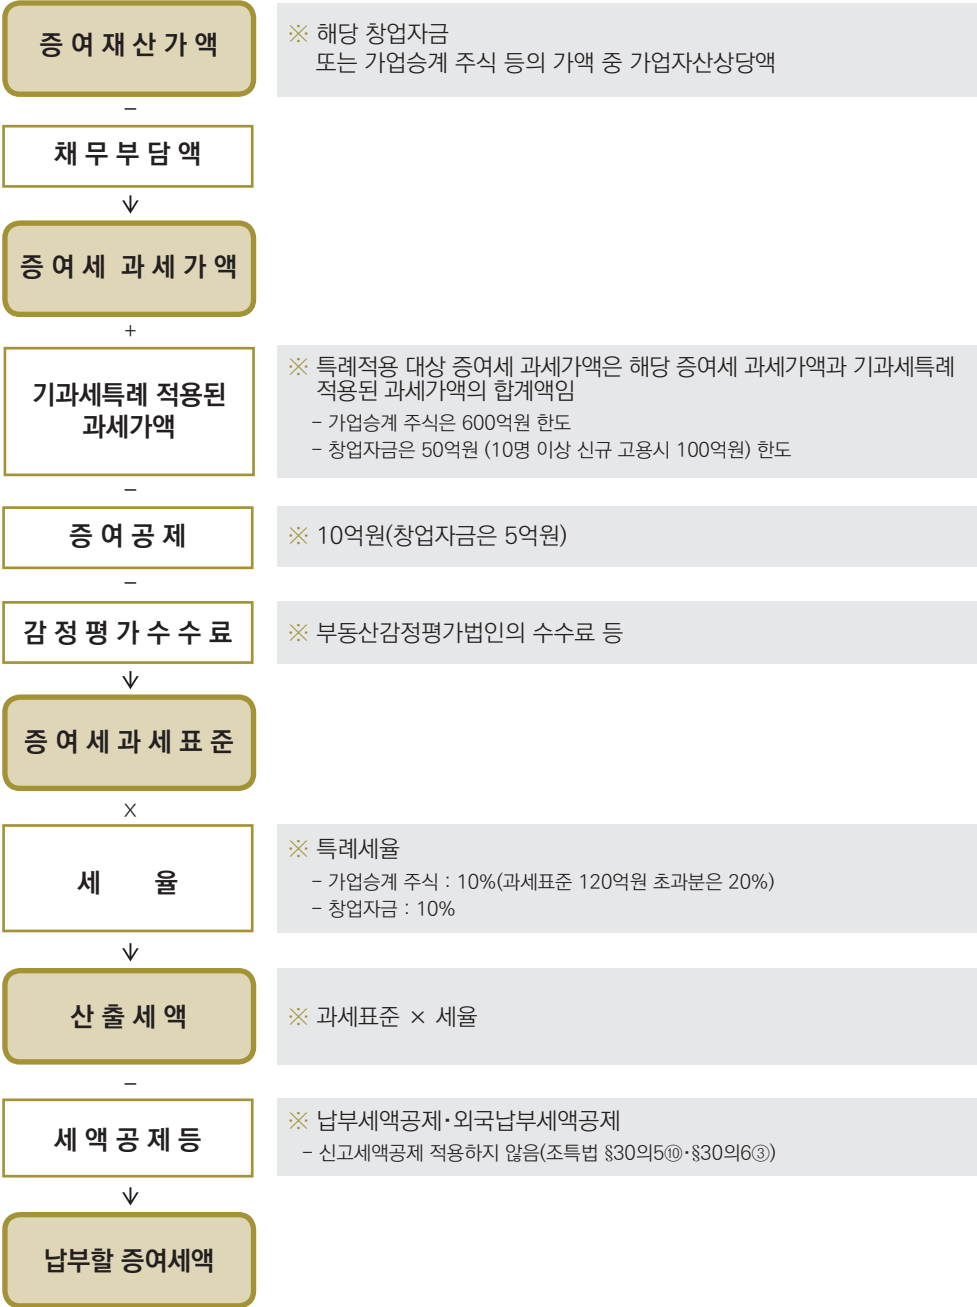 증 여 재 산 가 액
※ 해당 창업자금
또는 가업승계 주식 등의 가액 중 가업자산상당액
−
채 무 부 담 액
↓
증 여 세 과 세 가 액
+
기과세특례 적용된
과세가액
※ 특례적용 대상 증여세 과세가액은 해당 증여세 과세가액과 기과세특례
적용된 과세가액의 합계액임
− 가업승계 주식은 600억원 한도
− 창업자금은 50억원 (10명 이상 신규 고용시 100억원) 한도
−
증 여 공 제
※ 10억원(창업자금은 5억원)
−
감 정 평 가 수 수 료
※ 부동산감정평가법인의 수수료 등
↓
증 여 세 과 세 표 준
X
세 율
※ 특례세율
− 가업승계 주식 : 10%(과세표준 120억원 초과분은 20%)
− 창업자금 : 10%
↓
산 출 세 액
※ 과세표준 × 세율
−
세 액 공 제 등
※ 납부세액공제·외국납부세액공제
− 신고세액공제 적용하지 않음(조특법 §30의5⑩·§30의6③)
↓
납부할 증여세액